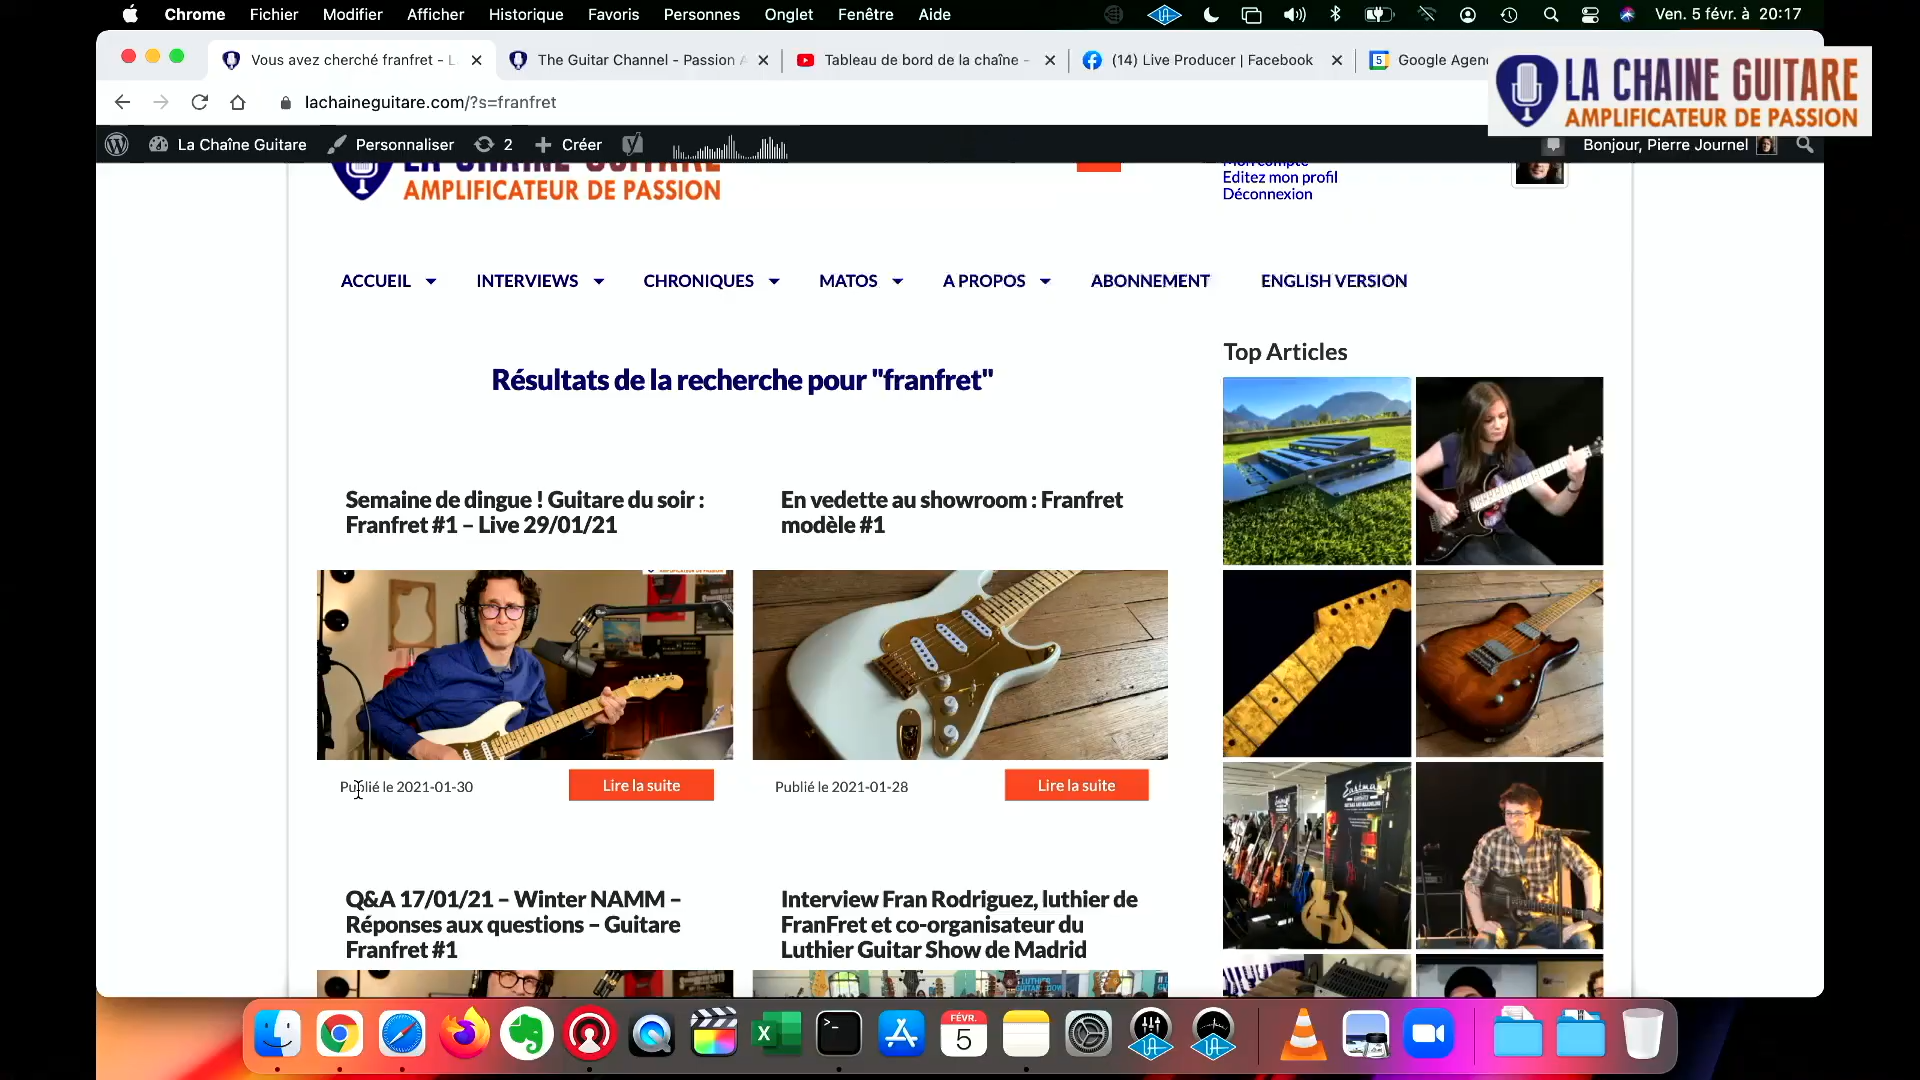 Chrome Fichier Modifier Afficher Historique Favoris Personnes Onglet Fenêtre Aide Ven. 5 févr. à 20:17
Vous avez cherché franfret - L
The Guitar Channel - Passion A
Tableau de bord de la chaîne -
(14) Live Producer | Facebook
5 Google Agen
LA CHAINE GUITARE
AMPLIFICATEUR DE PASSION
lachaineguitare.com/?s=franfret
La Chaîne Guitare Personnaliser 2 Créer Bonjour, Pierre Journel
LA CHAINE GUITARE
AMPLIFICATEUR DE PASSION
Mon compte
Editez mon profil
Déconnexion
ACCUEIL INTERVIEWS CHRONIQUES MATOS A PROPOS ABONNEMENT ENGLISH VERSION
Résultats de la recherche pour "franfret"
Top Articles
Semaine de dingue ! Guitare du soir :
Franfret #1 – Live 29/01/21
En vedette au showroom : Franfret
modèle #1
Publié le 2021-01-30
Lire la suite
Publié le 2021-01-28
Lire la suite
Eastman
Q&A 17/01/21 – Winter NAMM –
Réponses aux questions – Guitare
Franfret #1
Interview Fran Rodriguez, luthier de
FranFret et co-organisateur du
Luthier Guitar Show de Madrid
FÉVR.
5